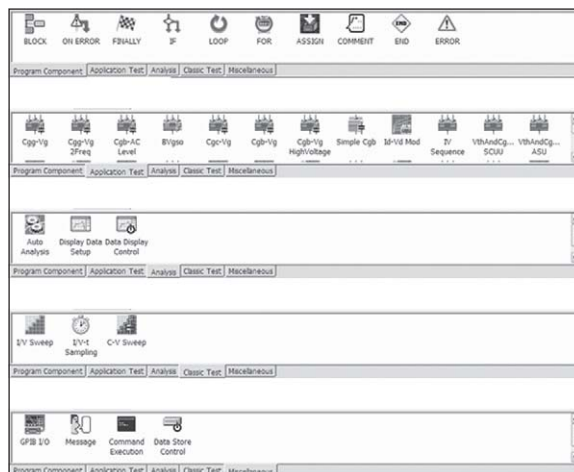 BLOCK ON ERROR FINALLY IF LOOP FOR ASSIGN COMMENT END ERROR
Program Component Application Test Analysis Classic Test Miscellaneous
Cgg-Vg Cgg-Vg 2Freq Cgb-AC Level BVgso Cgc-Vg Cgb-Vg Cgb-Vg HighVoltage Simple Cgb Id-Vd Mod IV Sequence VthAndCg... SCUU VthAndCg... ASU
Program Component Application Test Analysis Classic Test Miscellaneous
Auto Analysis Display Data Setup Data Display Control
Program Component Application Test Analysis Classic Test Miscellaneous
I/V Sweep I/V-t Sampling C-V Sweep
Program Component Application Test Analysis Classic Test Miscellaneous
GPIB I/O Message Command Execution Data Store Control
Program Component Application Test Analysis Classic Test Miscellaneous